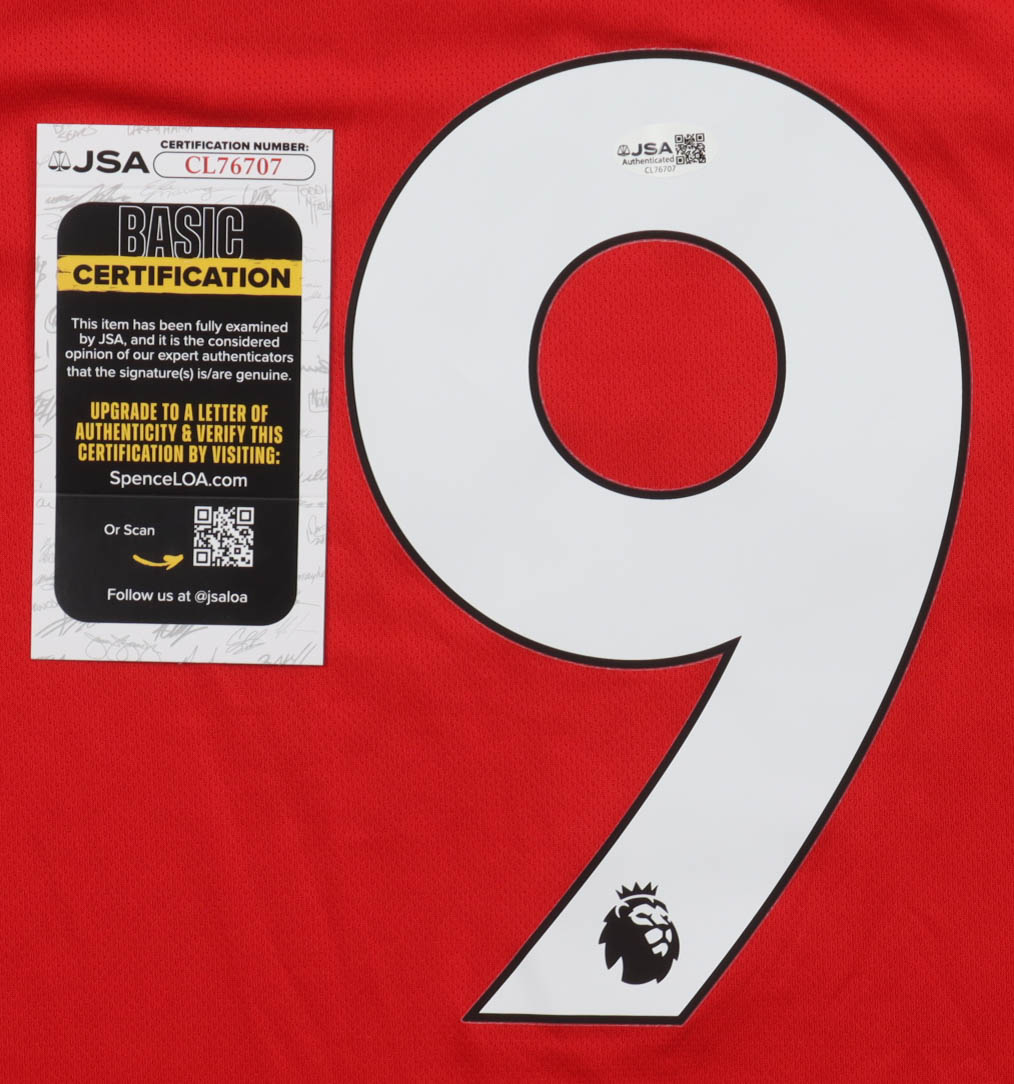 CERTIFICATION NUMBER:
JSA CL76707
BASIC
CERTIFICATION
This item has been fully examined
by JSA, and it is the considered
opinion of our expert authenticators
that the signature(s) is/are genuine.
UPGRADE TO A LETTER OF
AUTHENTICITY & VERIFY THIS
CERTIFICATION BY VISITING:
SpenceLOA.com
Or Scan
Follow us at @jsaloa
JSA
Authenticated
CL76707
9